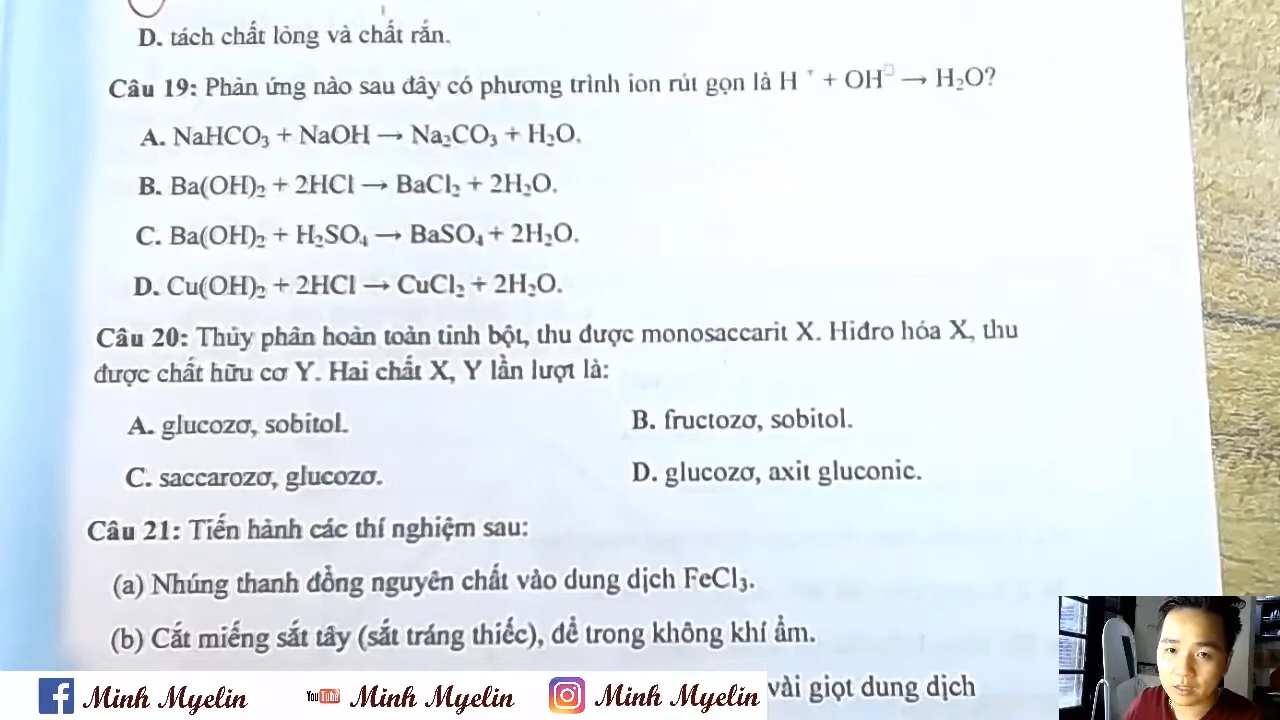 D. tách chất lỏng và chất rắn.
Câu 19: Phản ứng nào sau đây có phương trình ion rút gọn là H⁺ + OH⁻ → H₂O?
A. NaHCO₃ + NaOH → Na₂CO₃ + H₂O.
B. Ba(OH)₂ + 2HCl → BaCl₂ + 2H₂O.
C. Ba(OH)₂ + H₂SO₄ → BaSO₄ + 2H₂O.
D. Cu(OH)₂ + 2HCl → CuCl₂ + 2H₂O.
Câu 20: Thủy phân hoàn toàn tinh bột, thu được monosaccarit X. Hiđro hóa X, thu
được chất hữu cơ Y. Hai chất X, Y lần lượt là:
A. glucozơ, sobitol.
B. fructozơ, sobitol.
C. saccarozơ, glucozơ.
D. glucozơ, axit gluconic.
Câu 21: Tiến hành các thí nghiệm sau:
(a) Nhúng thanh đồng nguyên chất vào dung dịch FeCl₃.
(b) Cắt miếng sắt tây (sắt tráng thiếc), để trong không khí ẩm.
vài giọt dung dịch
Minh Myelin YouTube Minh Myelin Minh Myelin